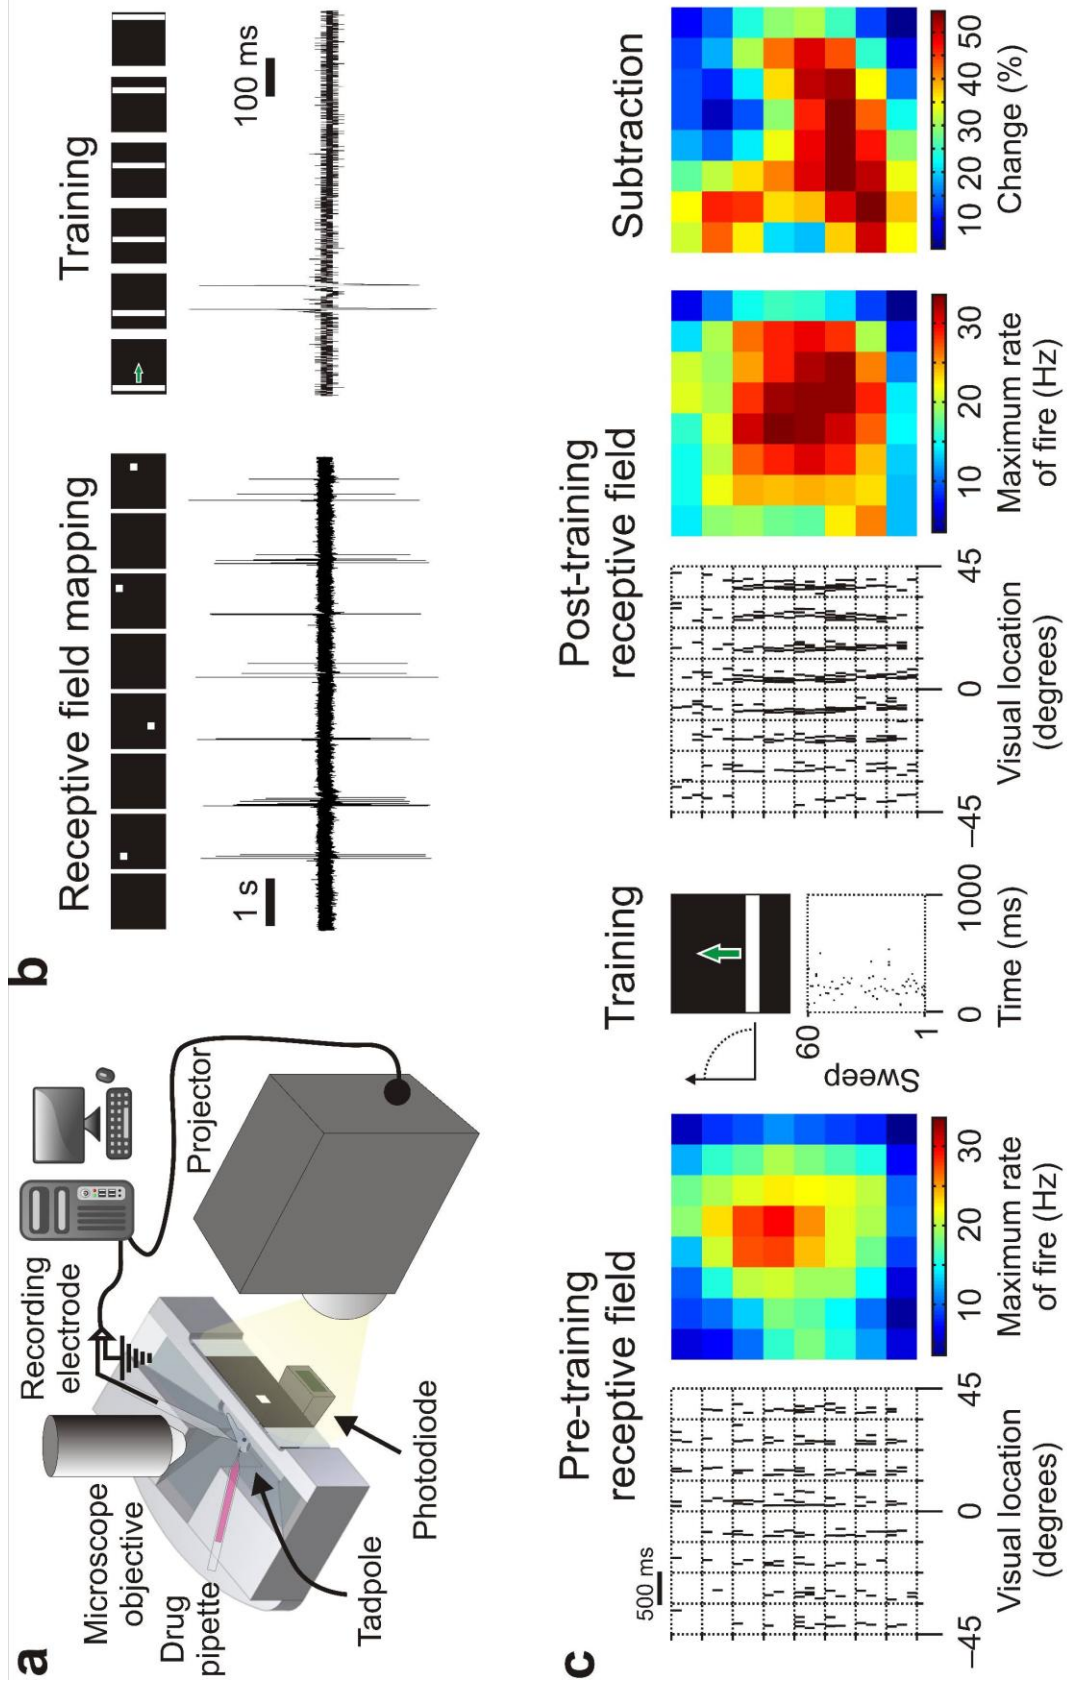 a
Microscope
objective
Drug
pipette
Tadpole
Recording
electrode
Photodiode
Projector
b
Receptive field mapping
1 s
Training
100 ms
c
Pre-training
receptive field
500 ms
−45
0
45
Visual location
(degrees)
10
20
30
Maximum rate
of fire (Hz)
Training
60
1
Sweep
0
1000
Time (ms)
Post-training
receptive field
−45
0
45
Visual location
(degrees)
10
20
30
Maximum rate
of fire (Hz)
Subtraction
10
20
30
40
50
Change (%)